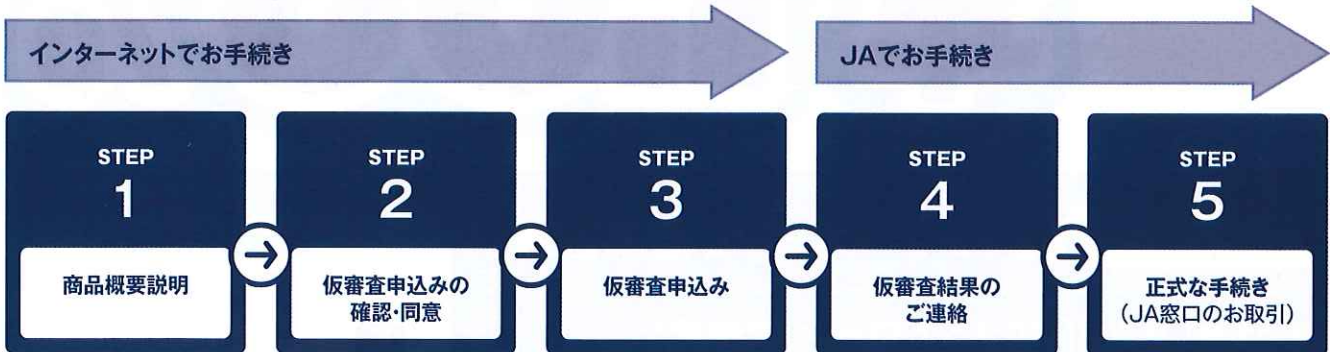 インターネットでお手続き
JAでお手続き
STEP
1
商品概要説明
STEP
2
仮審査申込みの
確認・同意
STEP
3
仮審査申込み
STEP
4
仮審査結果の
ご連絡
STEP
5
正式な手続き
(JA窓口のお取引)